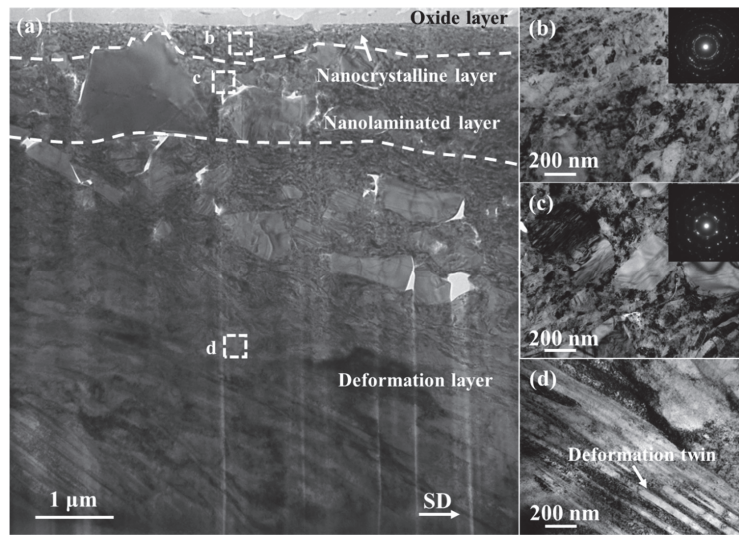 (a)
Oxide layer
b
Nanocrystalline layer
c
Nanolaminated layer
d
Deformation layer
1 μm
SD
(b)
200 nm
(c)
200 nm
(d)
Deformation twin
200 nm